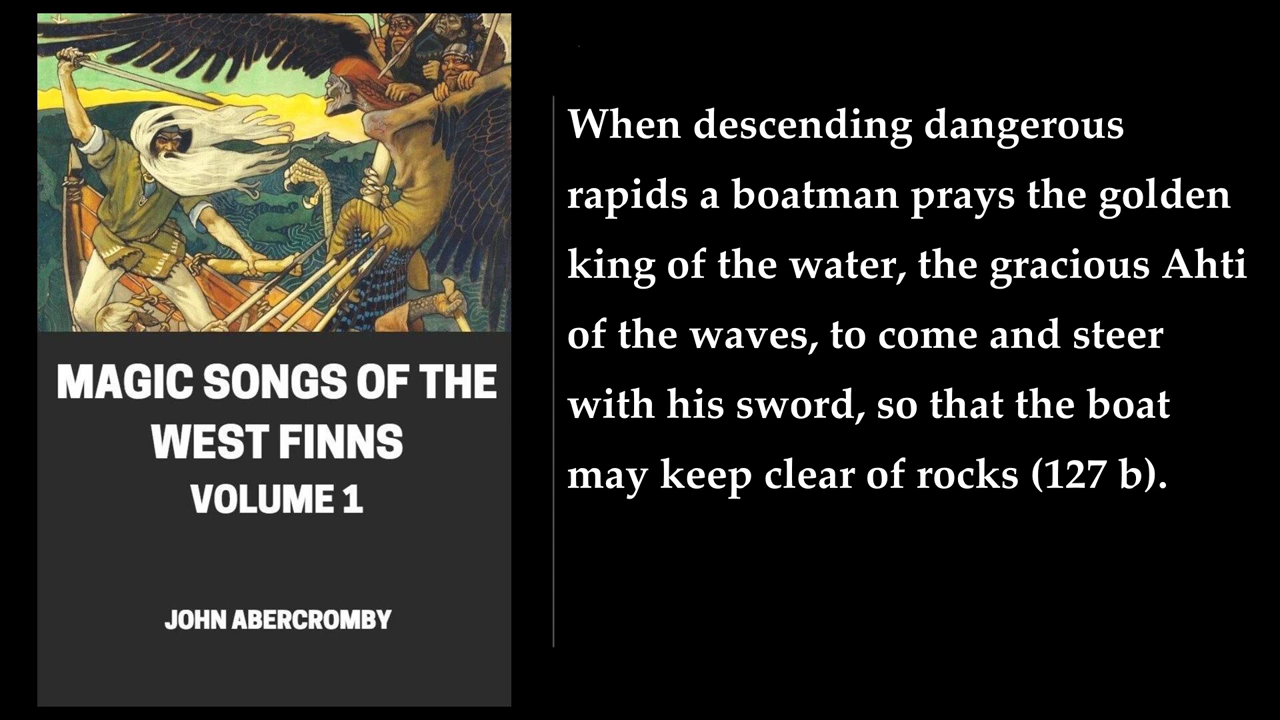 MAGIC SONGS OF THE
WEST FINNS
VOLUME 1
JOHN ABERCROMBY
When descending dangerous
rapids a boatman prays the golden
king of the water, the gracious Ahti
of the waves, to come and steer
with his sword, so that the boat
may keep clear of rocks (127 b).